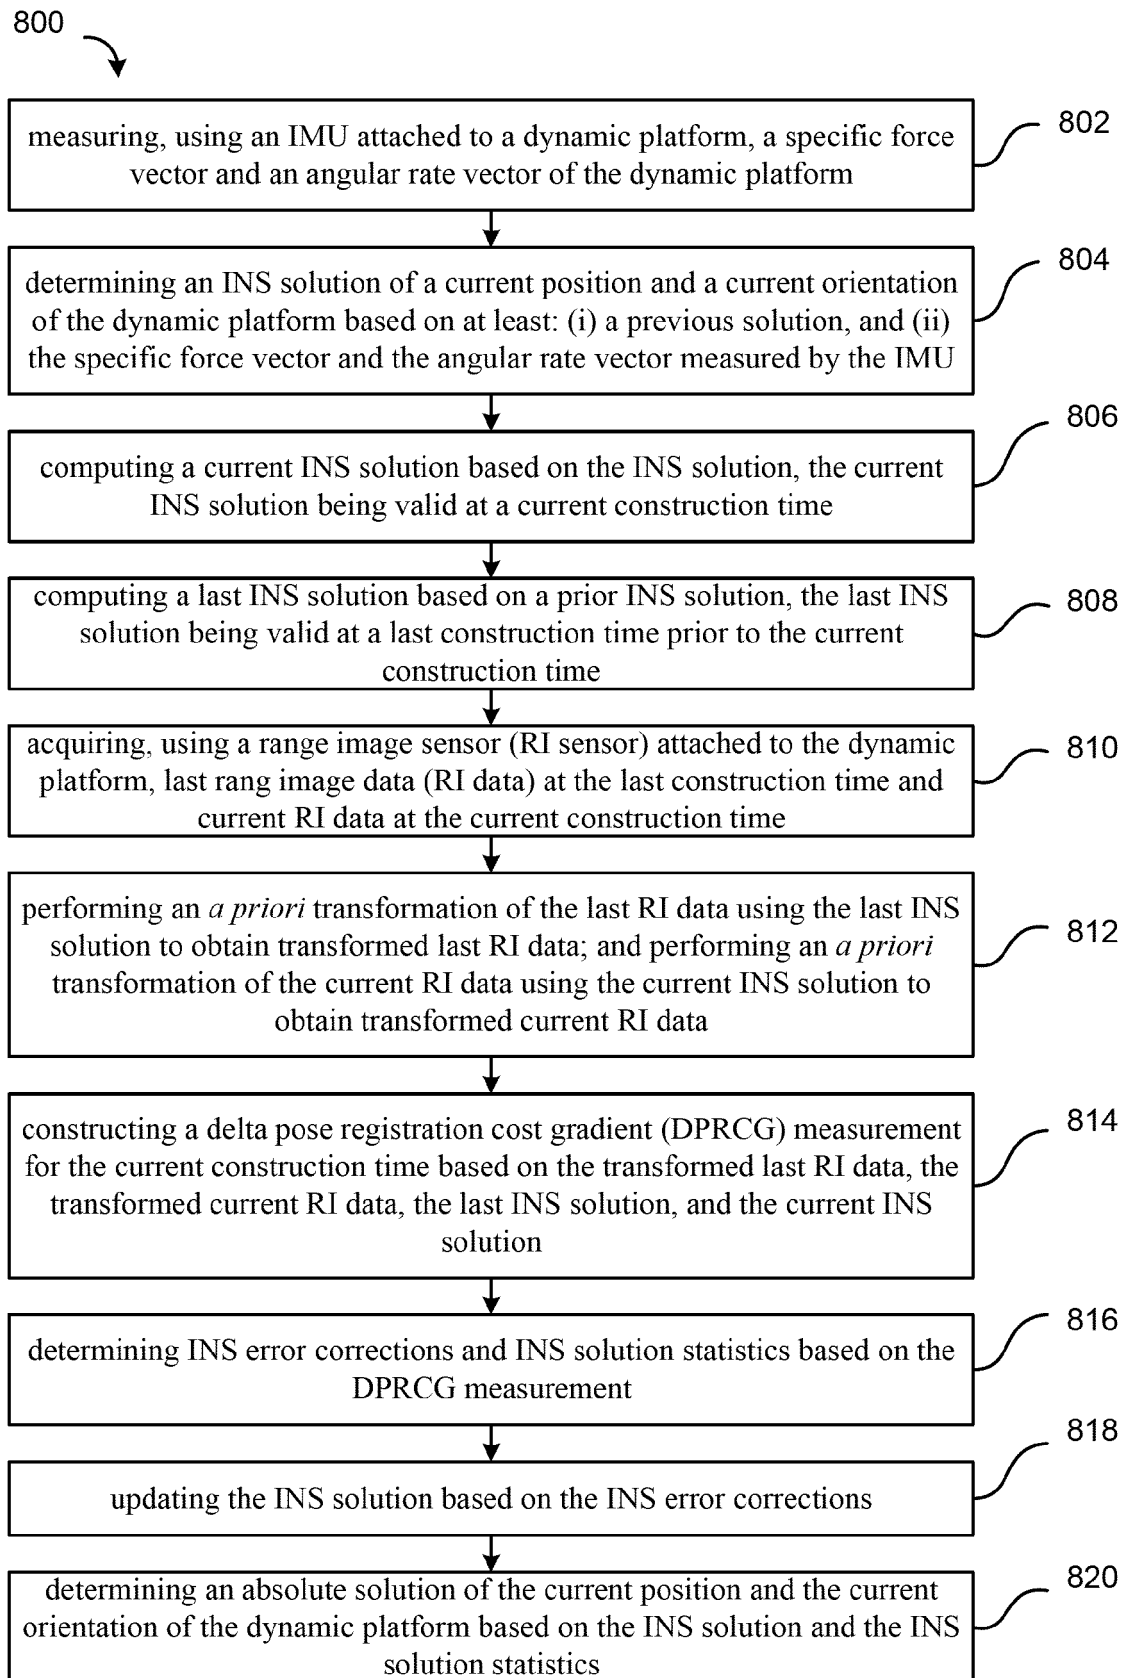 800
measuring, using an IMU attached to a dynamic platform, a specific force
vector and an angular rate vector of the dynamic platform
802
determining an INS solution of a current position and a current orientation
of the dynamic platform based on at least: (i) a previous solution, and (ii)
the specific force vector and the angular rate vector measured by the IMU
804
computing a current INS solution based on the INS solution, the current
INS solution being valid at a current construction time
806
computing a last INS solution based on a prior INS solution, the last INS
solution being valid at a last construction time prior to the current
construction time
808
acquiring, using a range image sensor (RI sensor) attached to the dynamic
platform, last rang image data (RI data) at the last construction time and
current RI data at the current construction time
810
performing an a priori transformation of the last RI data using the last INS
solution to obtain transformed last RI data; and performing an a priori
transformation of the current RI data using the current INS solution to
obtain transformed current RI data
812
constructing a delta pose registration cost gradient (DPRCG) measurement
for the current construction time based on the transformed last RI data, the
transformed current RI data, the last INS solution, and the current INS
solution
814
determining INS error corrections and INS solution statistics based on the
DPRCG measurement
816
updating the INS solution based on the INS error corrections
818
determining an absolute solution of the current position and the current
orientation of the dynamic platform based on the INS solution and the INS
solution statistics
820